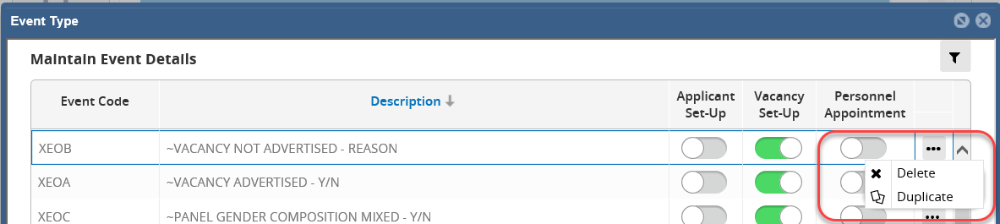 Event Type
Maintain Event Details
Event Code
Description
Applicant
Set-Up
Vacancy
Set-Up
Personnel
Appointment
XEOB ~VACANCY NOT ADVERTISED - REASON
XEOA ~VACANCY ADVERTISED - Y/N
XEOC ~PANEL GENDER COMPOSITION MIXED - Y/N
Delete
Duplicate